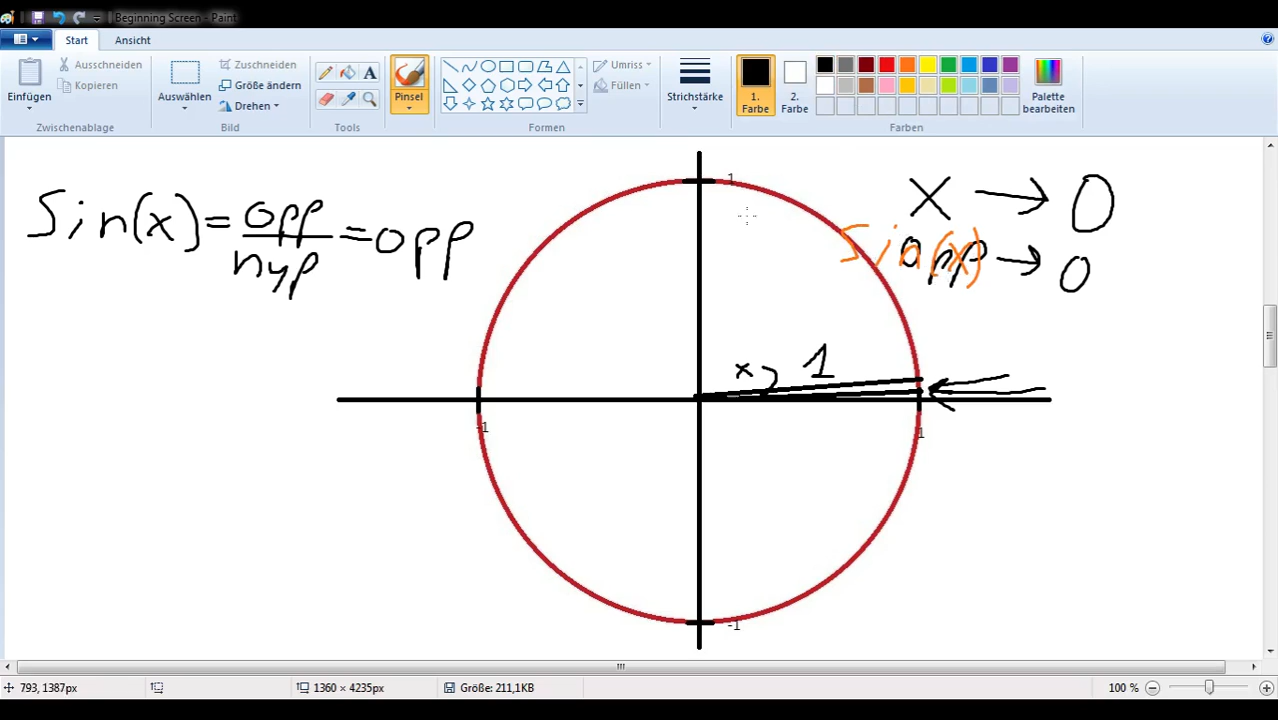 Beginning Screen - Paint
Start Ansicht
Einfügen
Ausschneiden
Kopieren
Zwischenablage
Auswählen
Zuschneiden
Größe ändern
Drehen
Bild
A
Tools
Pinsel
Umriss
Füllen
Formen
Strichstärke
1. Farbe
2. Farbe
Palette bearbeiten
Farben
Sin(x) = opp/hyp = opp
x → 0
Sin(x)
opp → 0
1
x 1
-1
1
-1
793, 1387px
1360 × 4235px
Größe: 211,1KB
100 %